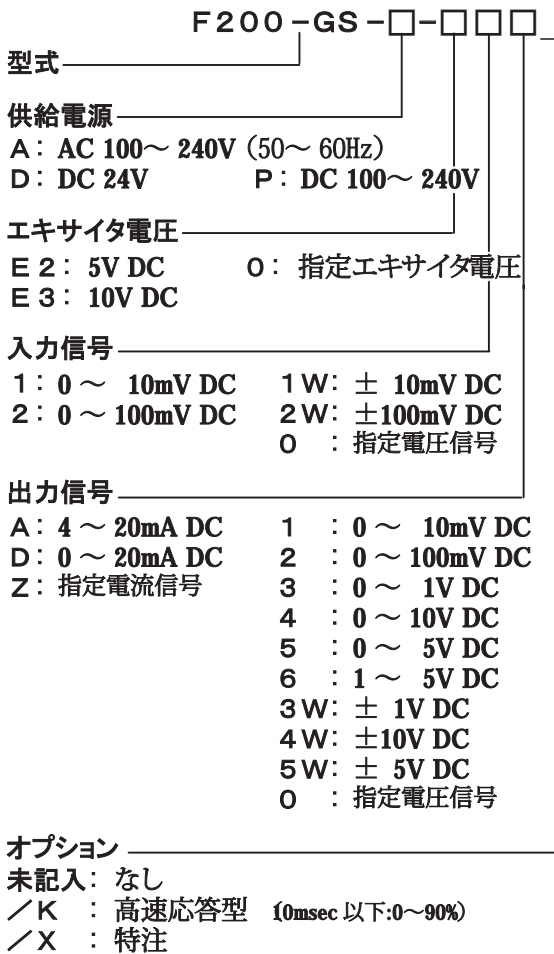 F200-GS-□-□□□_
型式
供給電源
A: AC 100～240V（50～60Hz）
D: DC 24V P: DC 100～240V
エキサイタ電圧
E2: 5V DC 0: 指定エキサイタ電圧
E3: 10V DC
入力信号
1: 0～ 10mV DC 1W: ± 10mV DC
2: 0～100mV DC 2W: ±100mV DC
0 : 指定電圧信号
出力信号
A: 4～20mA DC 1 : 0～ 10mV DC
D: 0～20mA DC 2 : 0～100mV DC
Z: 指定電流信号 3 : 0～ 1V DC
4 : 0～10V DC
5 : 0～ 5V DC
6 : 1～ 5V DC
3W: ± 1V DC
4W: ±10V DC
5W: ± 5V DC
0 : 指定電圧信号
オプション
未記入: なし
／K : 高速応答型 (10msec 以下:0～90%)
／X : 特注